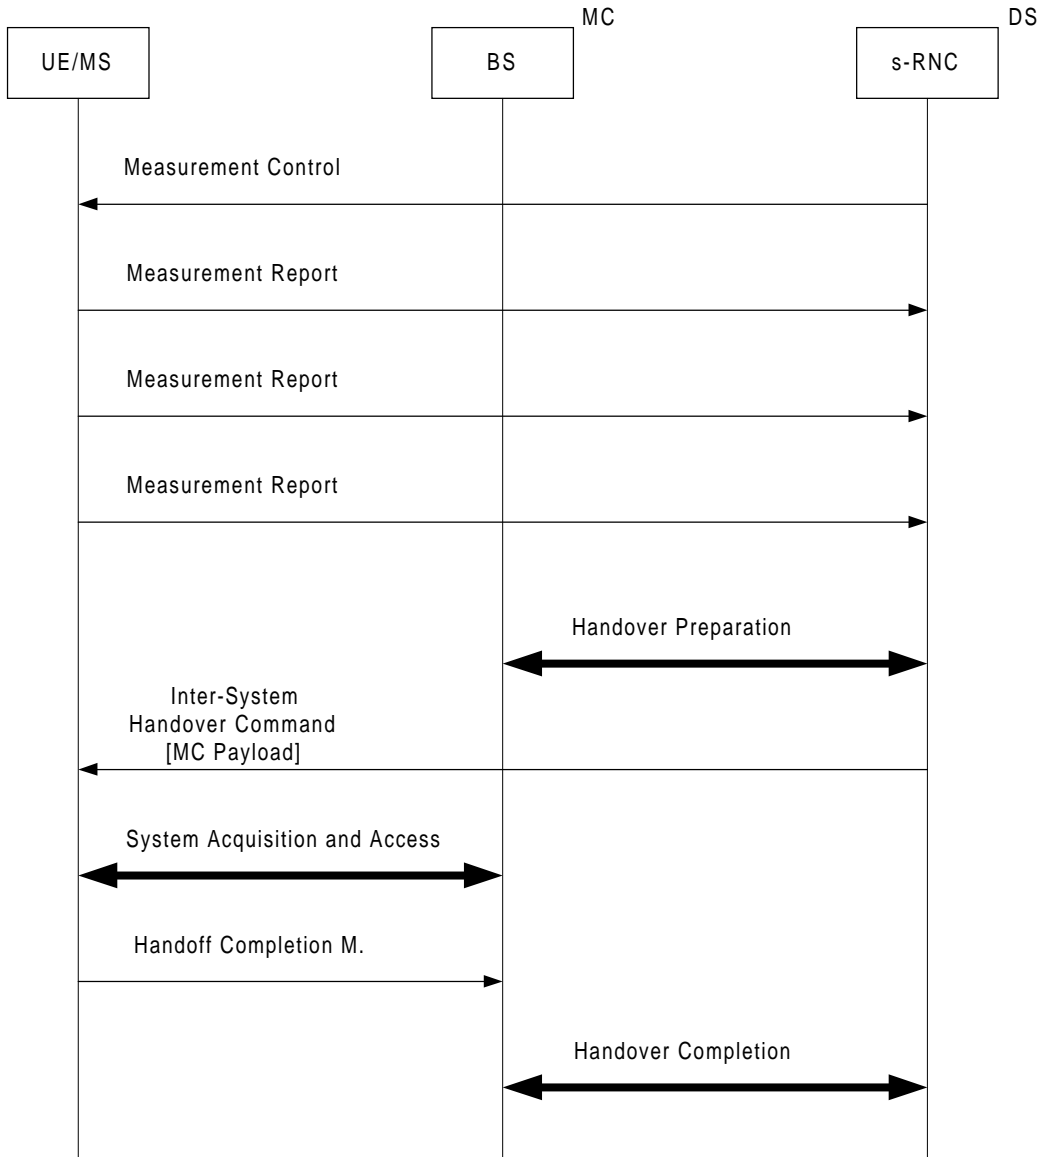 MC
DS
UE/MS
BS
s-RNC
Measurement Control
Measurement Report
Measurement Report
Measurement Report
Handover Preparation
Inter-System
Handover Command
[MC Payload]
System Acquisition and Access
Handoff Completion M.
Handover Completion